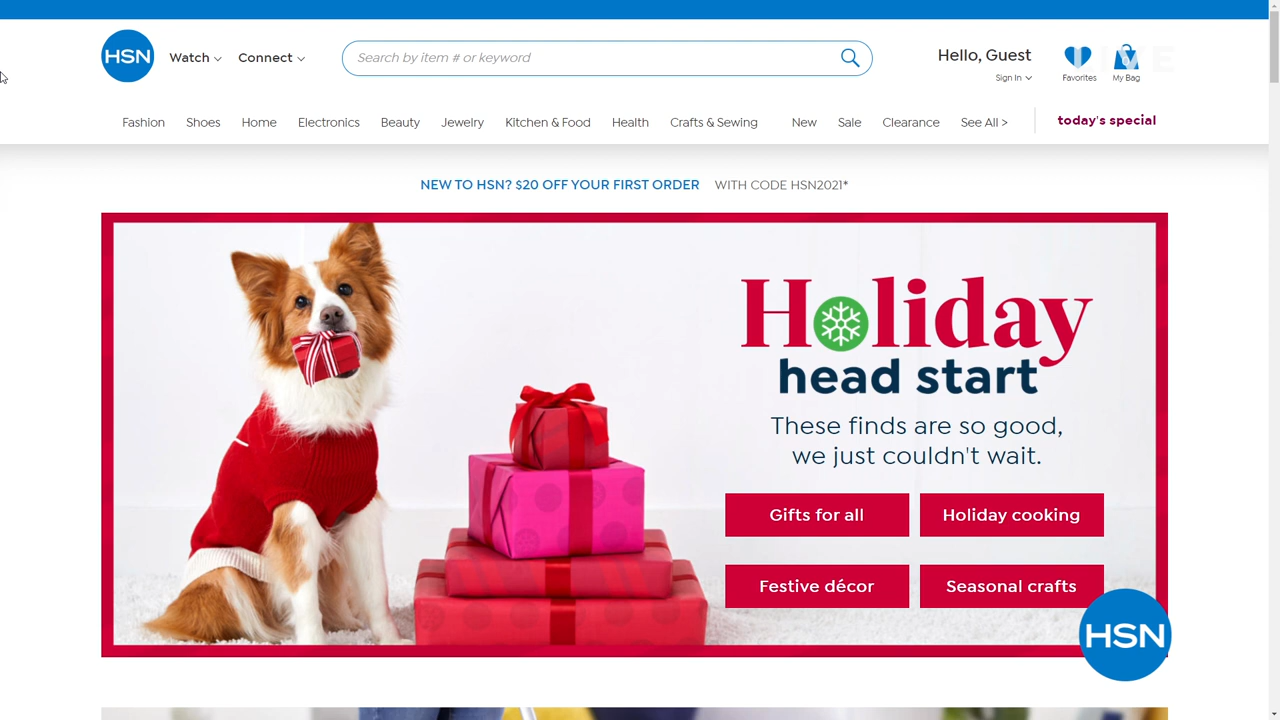 HSN
Watch
Connect
Search by item # or keyword
Hello, Guest
Sign In
Favorites
My Bag
Fashion
Shoes
Home
Electronics
Beauty
Jewelry
Kitchen & Food
Health
Crafts & Sewing
New
Sale
Clearance
See All >
today's special
NEW TO HSN? $20 OFF YOUR FIRST ORDER WITH CODE HSN2021*
Holiday
head start
These finds are so good,
we just couldn't wait.
Gifts for all
Holiday cooking
Festive décor
Seasonal crafts
HSN